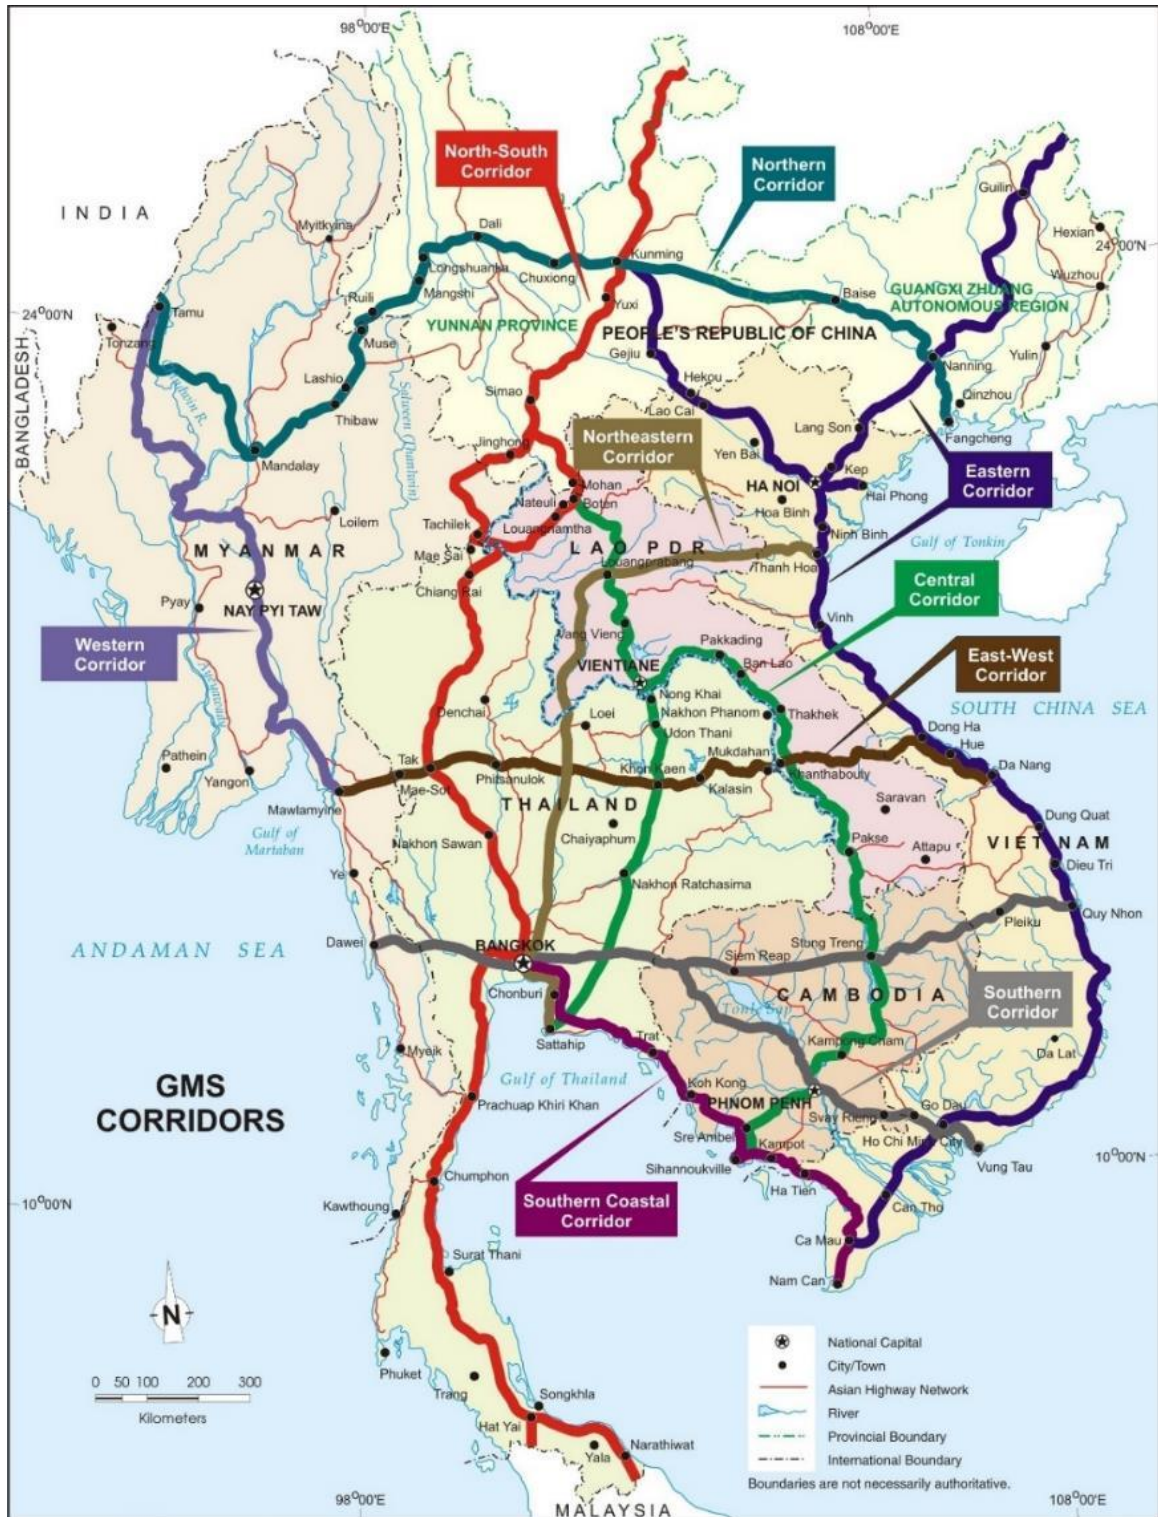 98°00'E
108°00'E
North-South
Corridor
Northern
Corridor
Guilin
INDIA
Myitkyina
Dali
Hexian
24°00'N
Kunming
Longshuanku
Chuxiong
Mangshi
Wuzhou
GUANGXI ZHUANG
AUTONOMOUS REGION
Baise
Ruili
Yuxi
Tamu
24°00'N
YUNNAN PROVINCE
PEOPLE'S REPUBLIC OF CHINA
Tonzang
Muse
Gejiu
Yulin
Nanning
BANGLADESH
Lashio
Hekou
Simao
Qinzhou
Chidwin R.
Salween (Thanlwin)
Thibaw
Lao Cai
Lang Son
Fangcheng
Northeastern
Corridor
Jinghong
Mandalay
Yen Bai
Eastern
Corridor
Kep
Mohan
HA NOI
Hai Phong
Nateuli
Boten
Loilem
Hoa Binh
Louangnamtha
Tachilek
Ninh Binh
MYANMAR
LAO PDR
Gulf of Tonkin
Mae Sai
Louangprabang
Thanh Hoa
Chiang Rai
Central
Corridor
Pyay
NAY PYI TAW
Vinh
Western
Corridor
Vang Vieng
Pakkading
East-West
Corridor
VIENTIANE
Ban Lao
Nong Khai
Denchai
Loei
Nakhon Phanom
Thakhek
SOUTH CHINA SEA
Udon Thani
Dong Ha
Hue
Mukdahan
Pathein
Tak
Khon Kaen
Khanthabouly
Da Nang
Yangon
Phitsanulok
Kalasin
Mae-Sot
Mawlamyine
THAILAND
Saravan
Dung Quat
Gulf of
Martaban
Chaiyaphum
Nakhon Sawan
Pakse
VIET NAM
Attapu
Dieu Tri
Ye
Nakhon Ratchasima
Quy Nhon
Pleiku
ANDAMAN SEA
Dawei
BANGKOK
Stung Treng
Siem Reap
Chonburi
CAMBODIA
Southern
Corridor
Tonle Sap
Sattahip
Trat
Kampong Cham
Myeik
Da Lat
Gulf of Thailand
Koh Kong
GMS
CORRIDORS
Prachuap Khiri Khan
PHNOM PENH
Go Dau
Svay Rieng
Sre Ambel
Kampot
Ho Chi Minh City
Vung Tau
10°00'N
Sihannoukville
Chumphon
Ha Tien
Southern Coastal
Corridor
10°00'N
Kawthoung
Can Tho
Ca Mau
Surat Thani
Nam Can
N
National Capital
Phuket
City/Town
0 50 100 200 300
Kilometers
Trang
Songkhla
Asian Highway Network
River
Hat Yai
Provincial Boundary
Yala
Narathiwat
International Boundary
Boundaries are not necessarily authoritative.
98°00'E
MALAYSIA
108°00'E